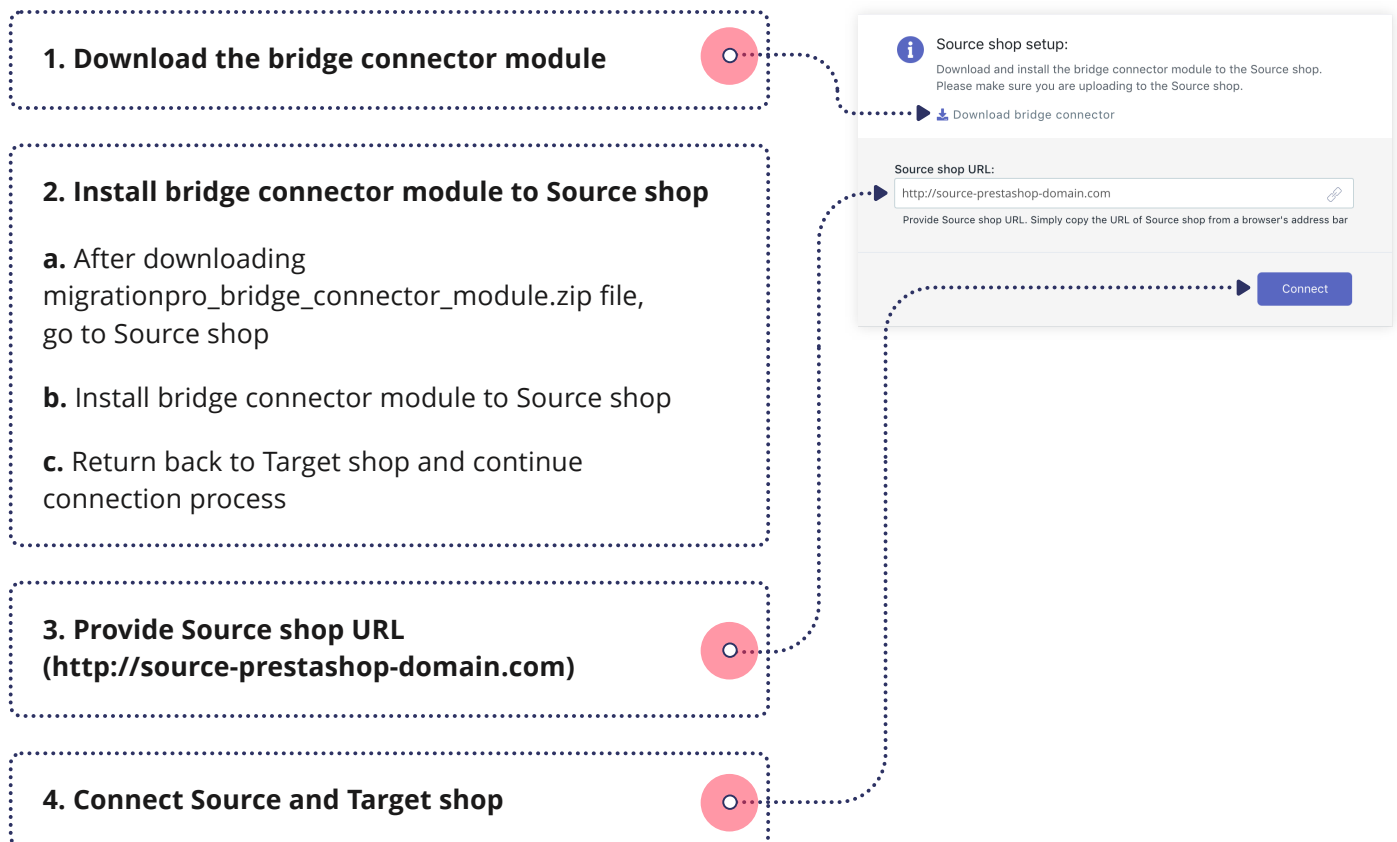 1. Download the bridge connector module
2. Install bridge connector module to Source shop
a. After downloading
migrationpro_bridge_connector_module.zip file,
go to Source shop
b. Install bridge connector module to Source shop
c. Return back to Target shop and continue
connection process
3. Provide Source shop URL
(http://source-prestashop-domain.com)
4. Connect Source and Target shop
Source shop setup:
Download and install the bridge connector module to the Source shop.
Please make sure you are uploading to the Source shop.
Download bridge connector
Source shop URL:
http://source-prestashop-domain.com
Provide Source shop URL. Simply copy the URL of Source shop from a browser's address bar
Connect